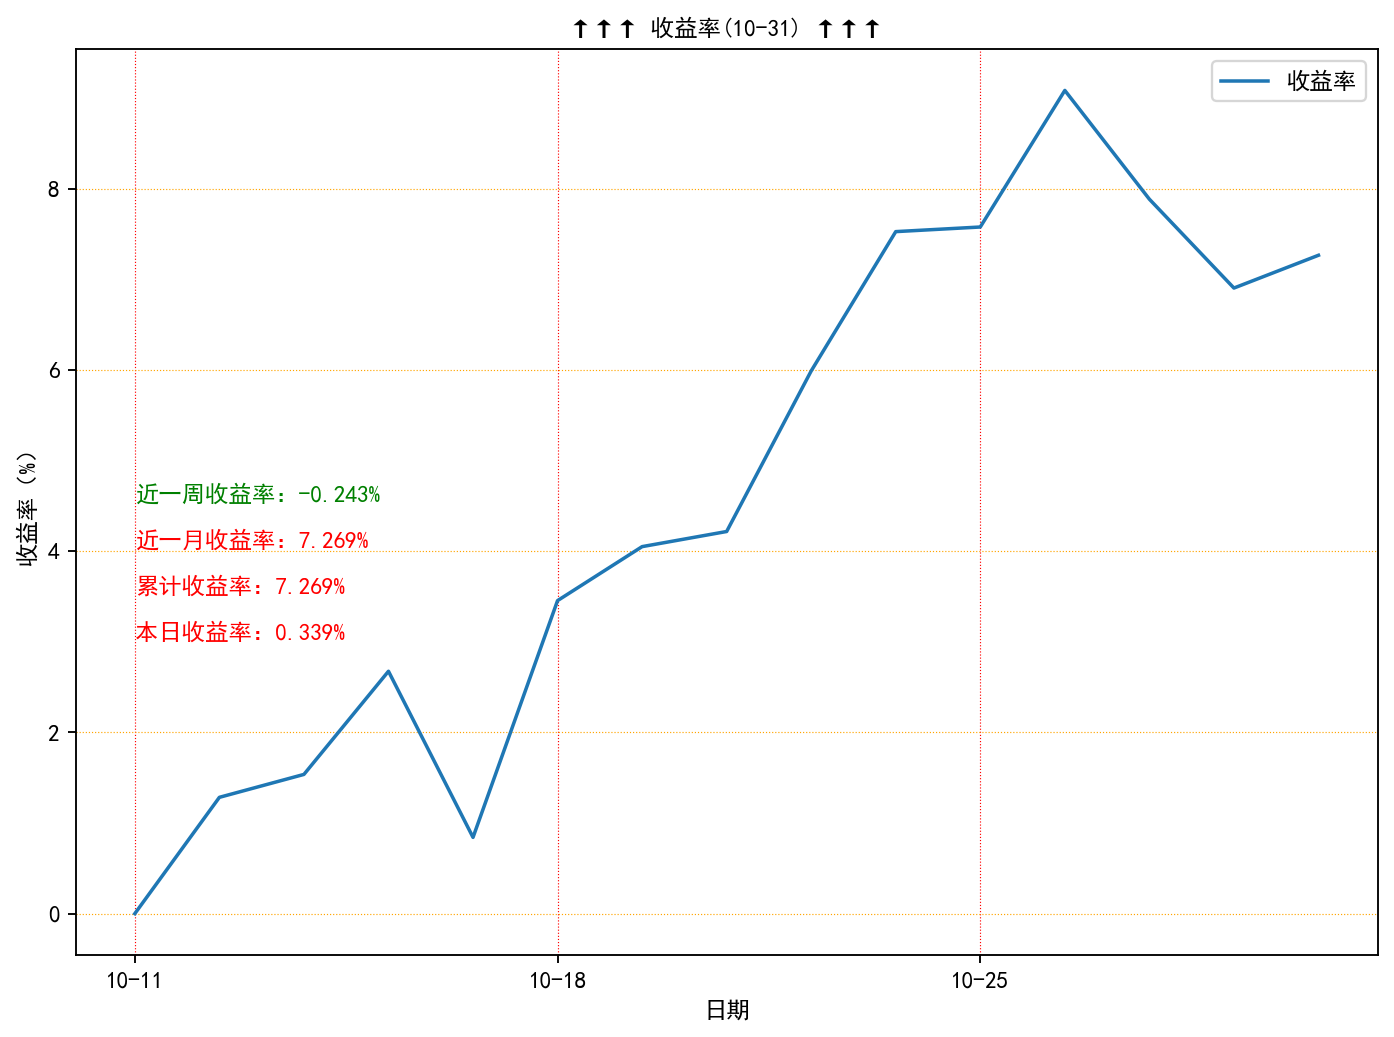 ↑↑↑ 收益率(10-31) ↑↑↑
收益率
8
6
4
2
0
收益率（%）
近一周收益率：-0.243%
近一月收益率：7.269%
累计收益率：7.269%
本日收益率：0.339%
10-11
10-18
10-25
日期